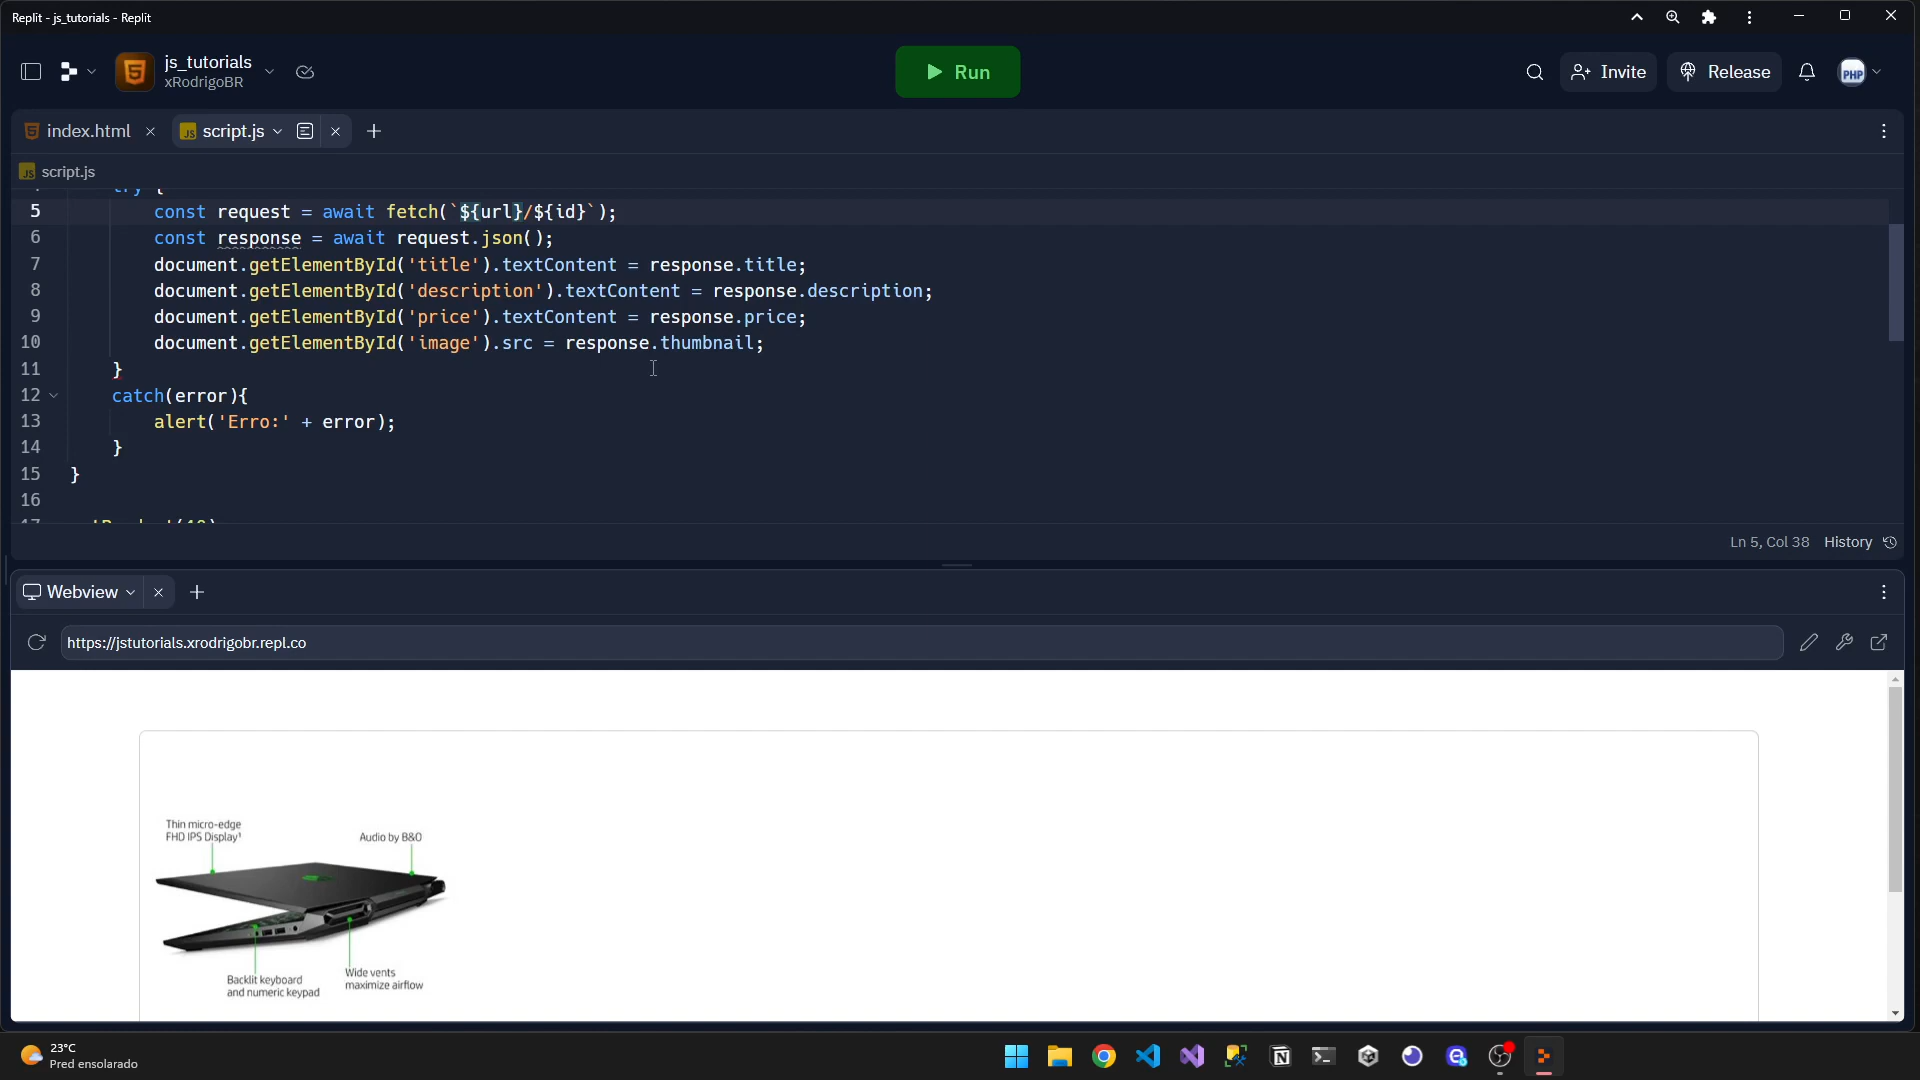 Replit - js_tutorials - Replit
js_tutorials
xRodrigoBR
Run
Invite
Release
PHP
index.html
script.js
script.js
try {
5 const request = await fetch(`${url}/${id}`);
6 const response = await request.json();
7 document.getElementById('title').textContent = response.title;
8 document.getElementById('description').textContent = response.description;
9 document.getElementById('price').textContent = response.price;
10 document.getElementById('image').src = response.thumbnail;
11 }
12 catch(error){
13 alert('Erro:' + error);
14 }
15 }
16
Ln 5, Col 38 History
Webview
https://jstutorials.xrodrigobr.repl.co
Thin micro-edge
FHD IPS Display¹
Audio by B&O
Backlit keyboard
and numeric keypad
Wide vents
maximize airflow
23°C
Pred ensolarado